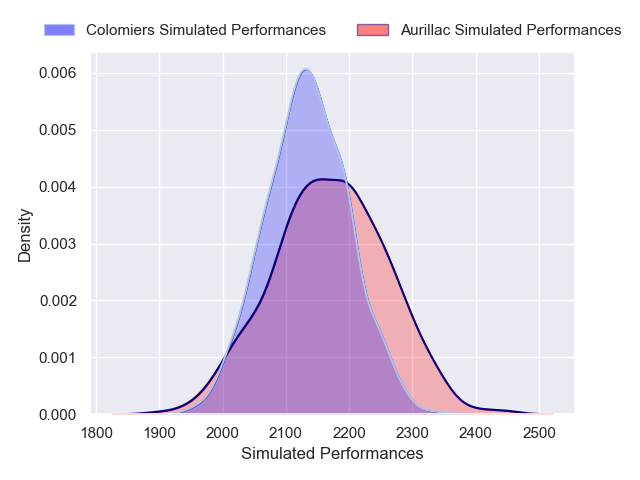 Colomiers Simulated Performances Aurillac Simulated Performances
0.006
0.005
0.004
0.003
0.002
0.001
0.000
Density
1800 1900 2000 2100 2200 2300 2400 2500
Simulated Performances